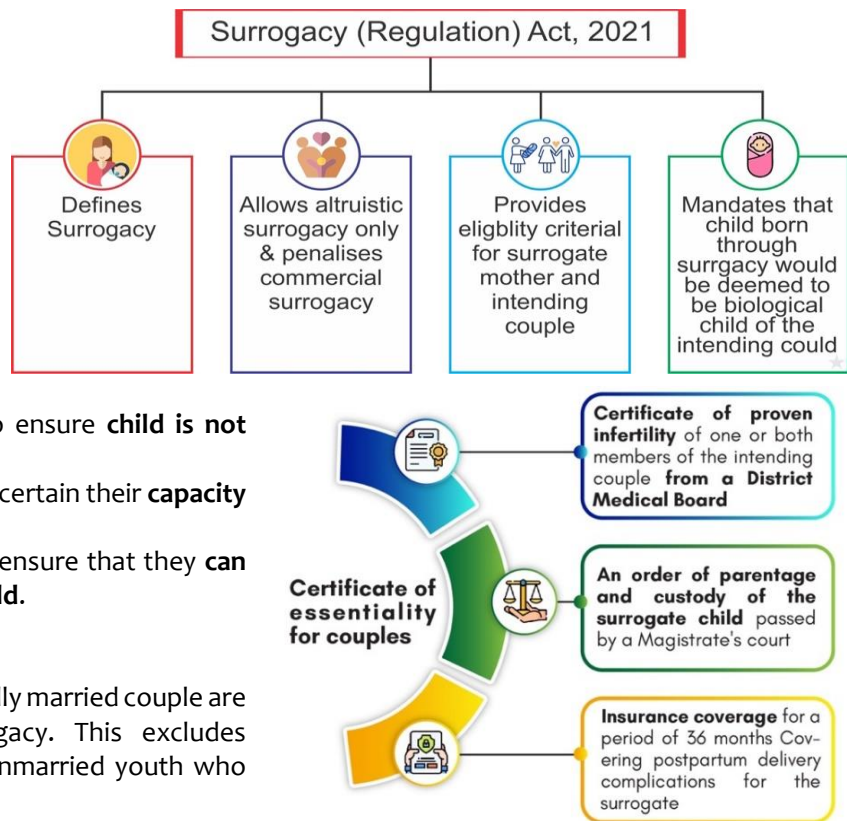 Surrogacy (Regulation) Act, 2021
Defines
Surrogacy
Allows altruistic
surrogacy only
& penalises
commercial
surrogacy
Provides
eligblity criterial
for surrogate
mother and
intending
couple
Mandates that
child born
through
surrgacy would
be deemed to
be biological
child of the
intending could
ensure child is not
certain their capacity
ensure that they can
ld.
lly married couple are
gacy. This excludes
nmarried youth who
Certificate of
essentiality
for couples
Certificate of proven
infertility of one or both
members of the intending
couple from a District
Medical Board
An order of parentage
and custody of the
surrogate child passed
by a Magistrate's court
Insurance coverage for a
period of 36 months Cov-
ering postpartum delivery
complications for the
surrogate